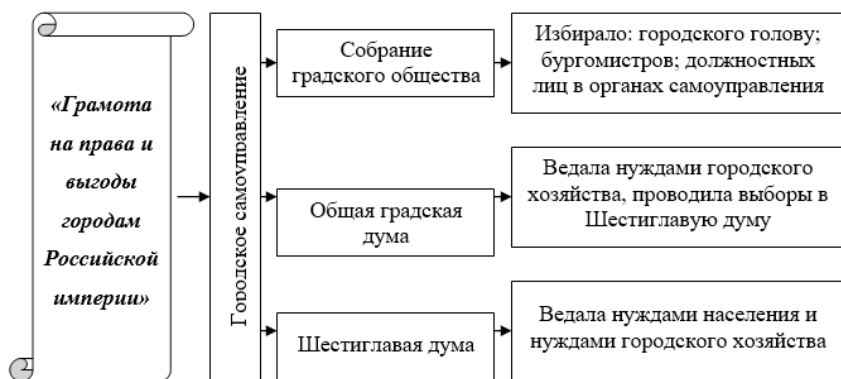 «Грамота
на права и
выгоды
городам
Российской
империи»
Городское самоуправление
Собрание
градского общества
Избирало: городского голову;
бургомистров; должностных
лиц в органах самоуправления
Общая градская
дума
Ведала нуждами городского
хозяйства, проводила выборы в
Шестиглавую думу
Шестиглавая дума
Ведала нуждами населения и
нуждами городского хозяйства